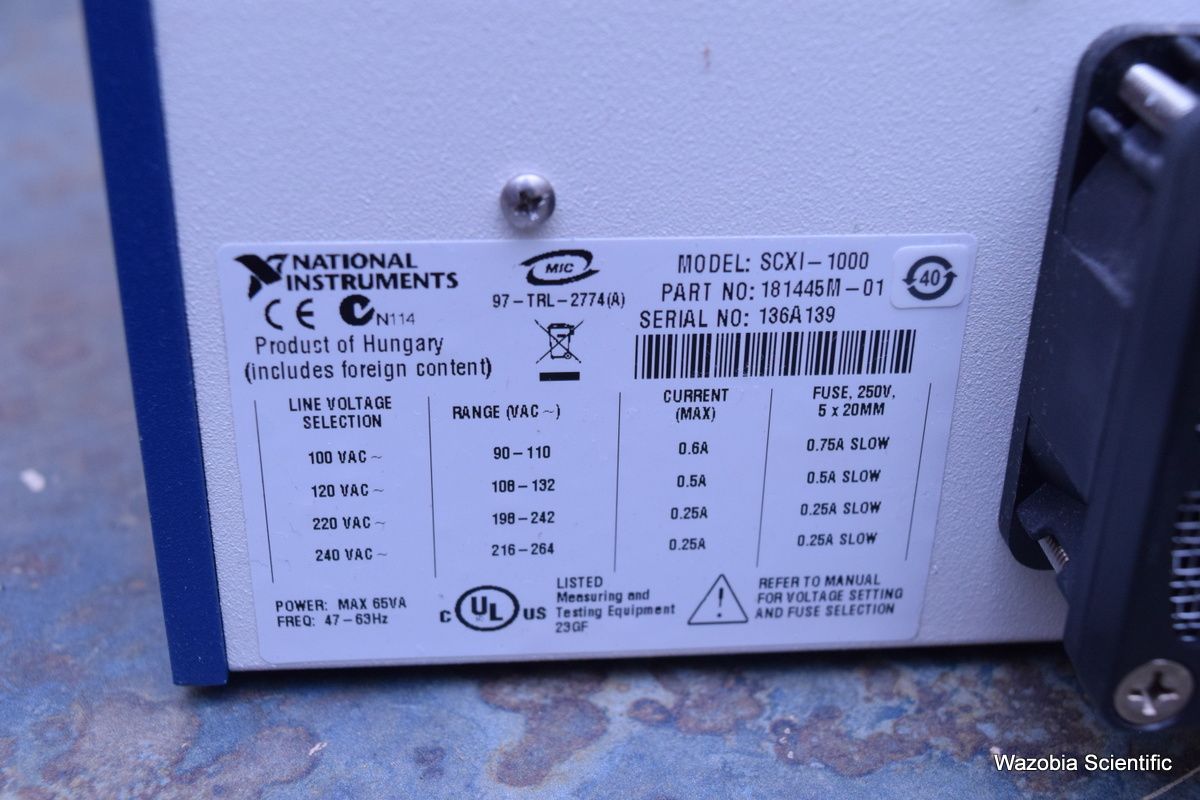 NATIONAL
INSTRUMENTS
CE N114
Product of Hungary
(includes foreign content)
MIC
97-TRL-2774(A)
MODEL: SCXI-1000
PART NO: 181445M-01
SERIAL NO: 136A139
40
LINE VOLTAGE
SELECTION
RANGE (VAC ~)
CURRENT
(MAX)
FUSE, 250V,
5 x 20MM
100 VAC ~ 90-110 0.6A 0.75A SLOW
120 VAC ~ 108-132 0.5A 0.5A SLOW
220 VAC ~ 198-242 0.25A 0.25A SLOW
240 VAC ~ 216-264 0.25A 0.25A SLOW
POWER: MAX 65VA
FREQ: 47-63Hz
C UL US
LISTED
Measuring and
Testing Equipment
23GF
REFER TO MANUAL
FOR VOLTAGE SETTING
AND FUSE SELECTION
Wazobia Scientific